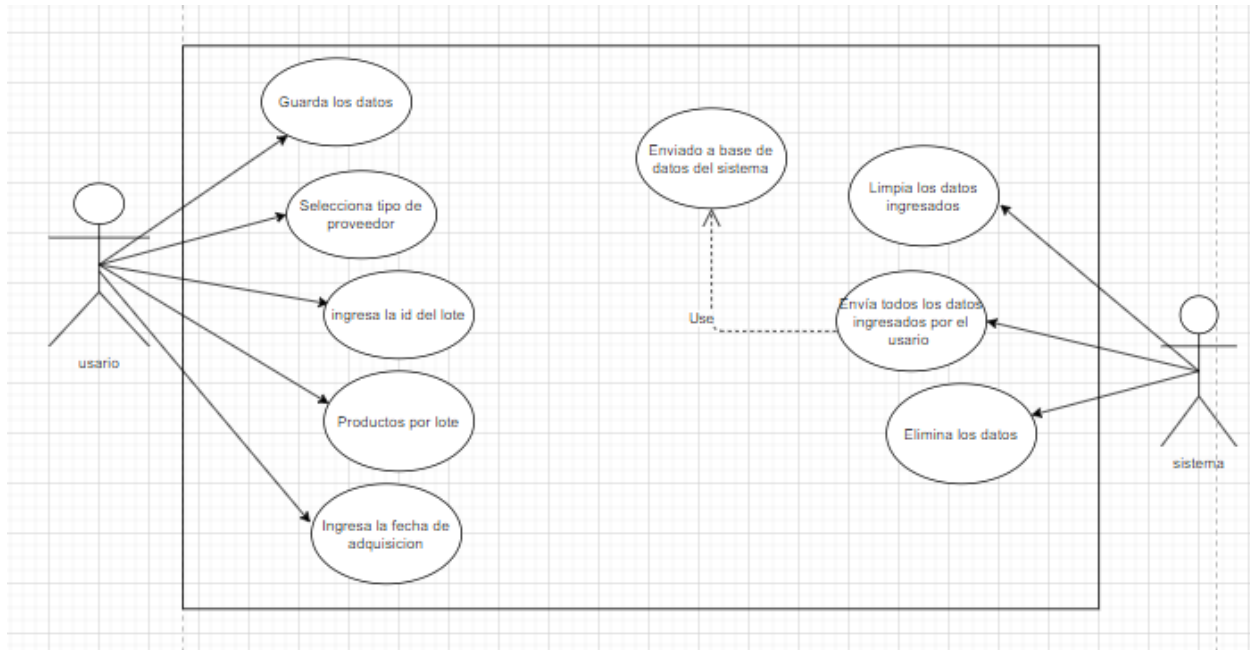 Guarda los datos
Selecciona tipo de
proveedor
ingresa la id del lote
Productos por lote
Ingresa la fecha de
adquisicion
usario
Enviado a base de
datos del sistema
Use
Limpia los datos
ingresados
Envía todos los datos
ingresados por el
usario
Elimina los datos
sistema